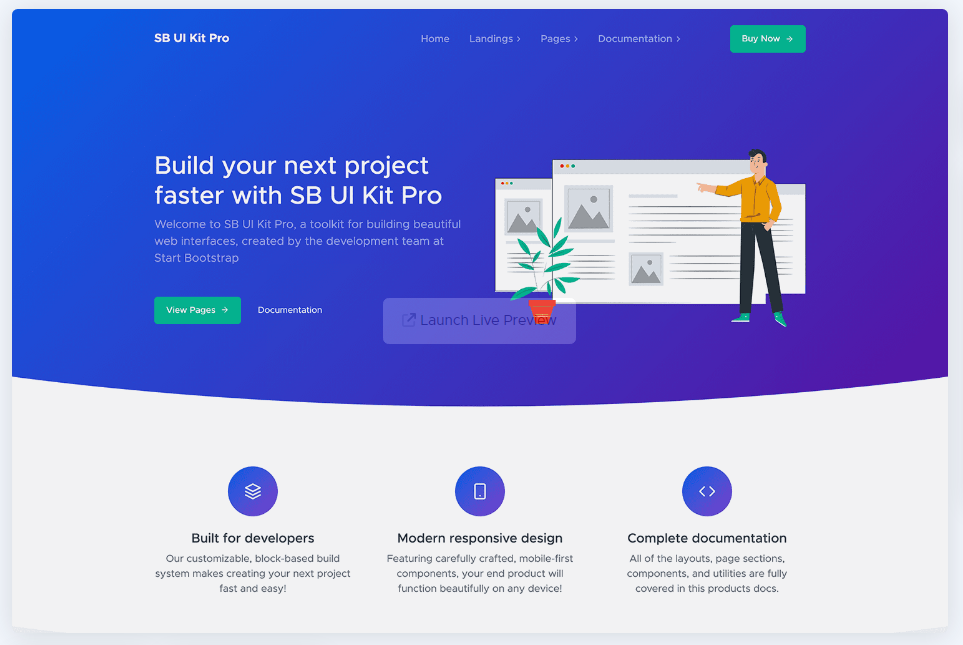 SB UI Kit Pro
Home Landings Pages Documentation
Buy Now
Build your next project
faster with SB UI Kit Pro
Welcome to SB UI Kit Pro, a toolkit for building beautiful
web interfaces, created by the development team at
Start Bootstrap
View Pages
Documentation
Launch Live Preview
Built for developers
Our customizable, block-based build
system makes creating your next project
fast and easy!
Modern responsive design
Featuring carefully crafted, mobile-first
components, your end product will
function beautifully on any device!
Complete documentation
All of the layouts, page sections,
components, and utilities are fully
covered in this products docs.